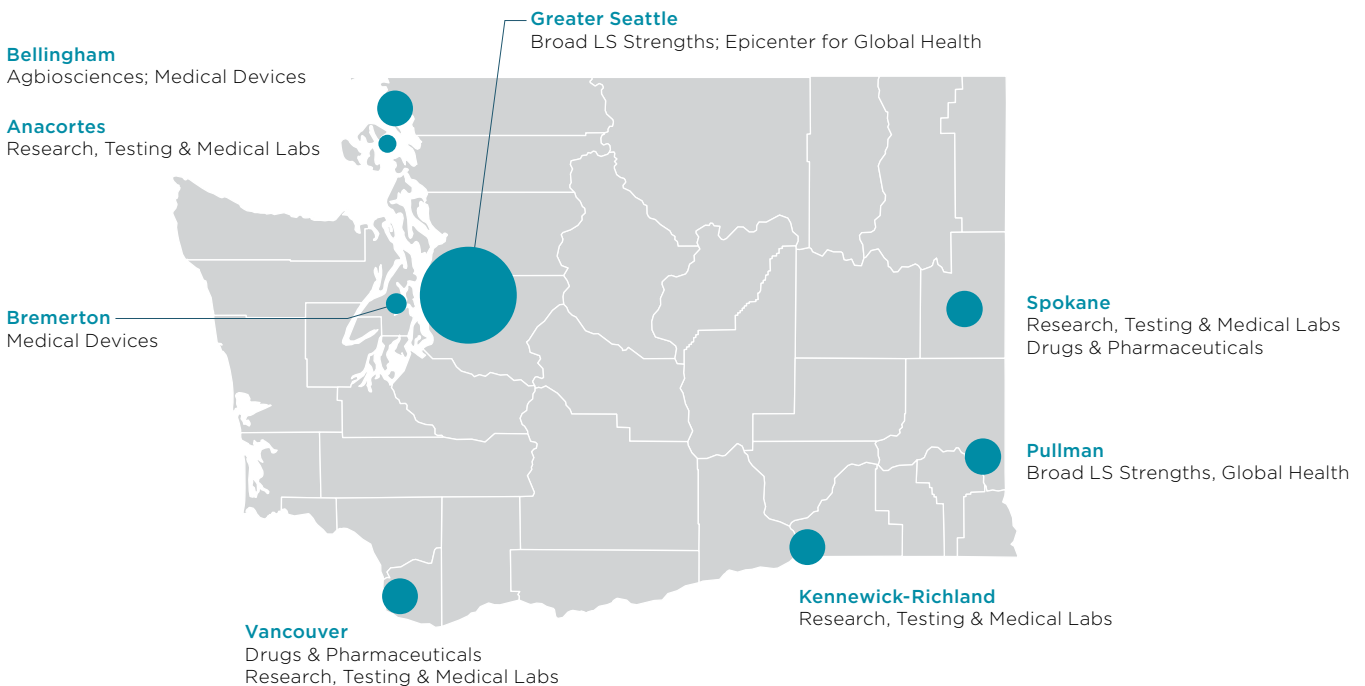 Greater Seattle
Broad LS Strengths; Epicenter for Global Health
Bellingham
Agbiosciences; Medical Devices
Anacortes
Research, Testing & Medical Labs
Bremerton
Medical Devices
Spokane
Research, Testing & Medical Labs
Drugs & Pharmaceuticals
Pullman
Broad LS Strengths, Global Health
Kennewick-Richland
Research, Testing & Medical Labs
Vancouver
Drugs & Pharmaceuticals
Research, Testing & Medical Labs